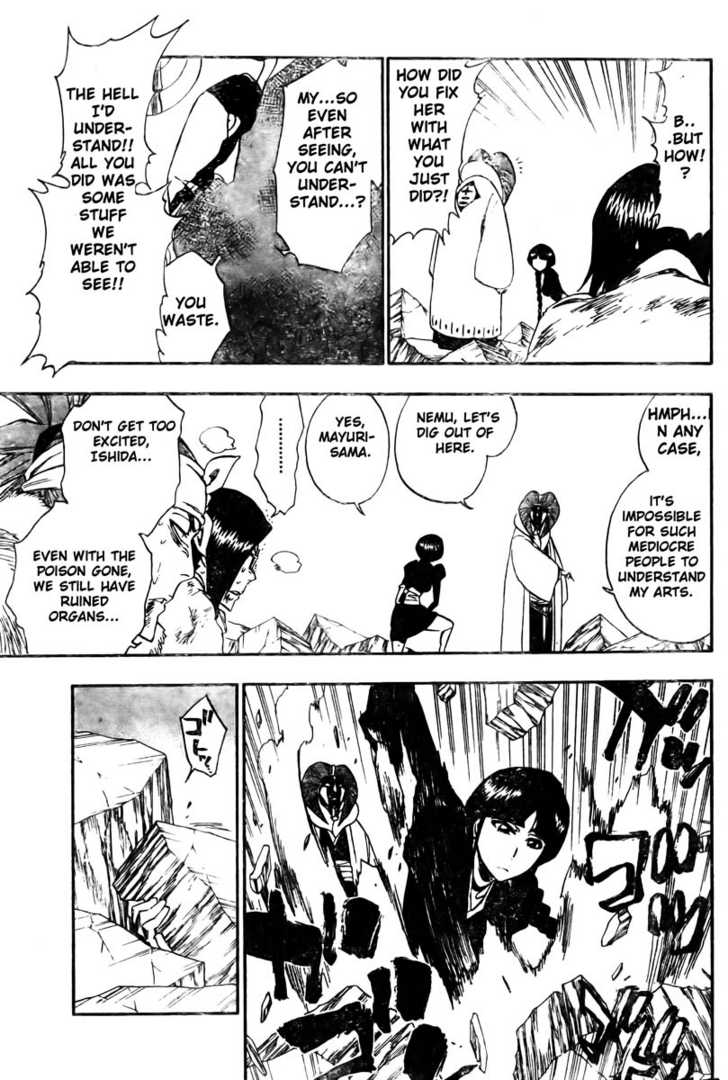 B..
.BUT
HOW!
?
HOW DID
YOU FIX
HER
WITH
WHAT
YOU
JUST
DID?!
MY...SO
EVEN
AFTER
SEEING,
YOU CAN'T
UNDER-
STAND...?
YOU
WASTE.
THE HELL
I'D
UNDER-
STAND!!
ALL YOU
DID WAS
SOME
STUFF
WE
WEREN'T
ABLE TO
SEE!!
HMPH...I
N ANY
CASE,
IT'S
IMPOSSIBLE
FOR SUCH
MEDIOCRE
PEOPLE TO
UNDERSTAND
MY ARTS.
NEMU, LET'S
DIG OUT OF
HERE.
YES,
MAYURI-
SAMA.
.........
DON'T GET TOO
EXCITED,
ISHIDA...
EVEN WITH THE
POISON GONE,
WE STILL HAVE
RUINED
ORGANS...